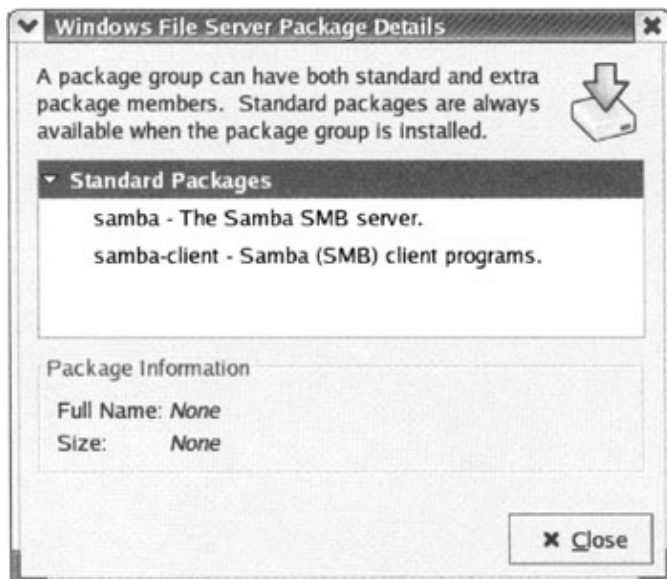 Windows File Server Package Details
A package group can have both standard and extra
package members. Standard packages are always
available when the package group is installed.
Standard Packages
samba - The Samba SMB server.
samba-client - Samba (SMB) client programs.
Package Information
Full Name: None
Size: None
Close